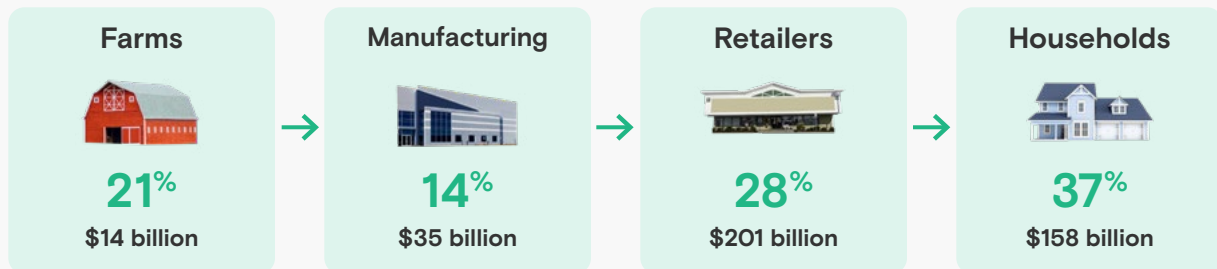 Farms
21%
$14 billion
Manufacturing
14%
$35 billion
Retailers
28%
$201 billion
Households
37%
$158 billion